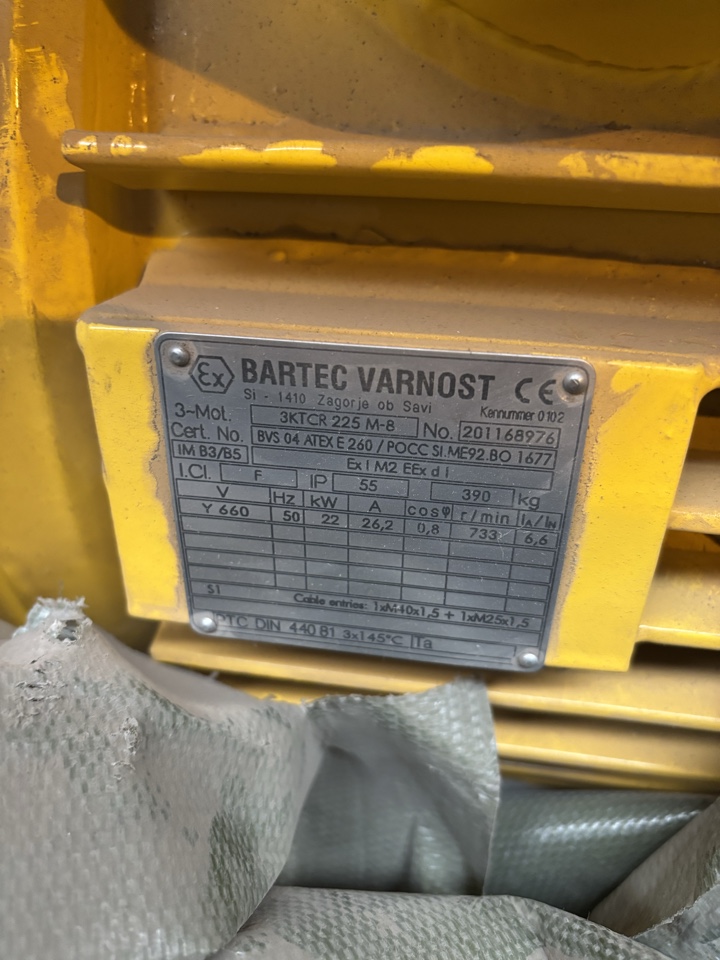 Ex BARTEC VARNOST CE
Si - 1410 Zagorje ob Savi Kennummer 0102
3~Mot. 3KTCR 225 M-8 No. 201168976
Cert. No. BVS 04 ATEX E 260 / POCC SI.ME92.BO 1677
IM B3/B5 Ex I M2 EEx d I
I.Cl. F IP 55 390 kg
V Hz kW A cosφ r/min IA/IN
Y 660 50 22 26,2 0,8 733 6,6
S1 Cable entries: 1xM40x1,5 + 1xM25x1,5
PTC DIN 44081 3x145°C Ta